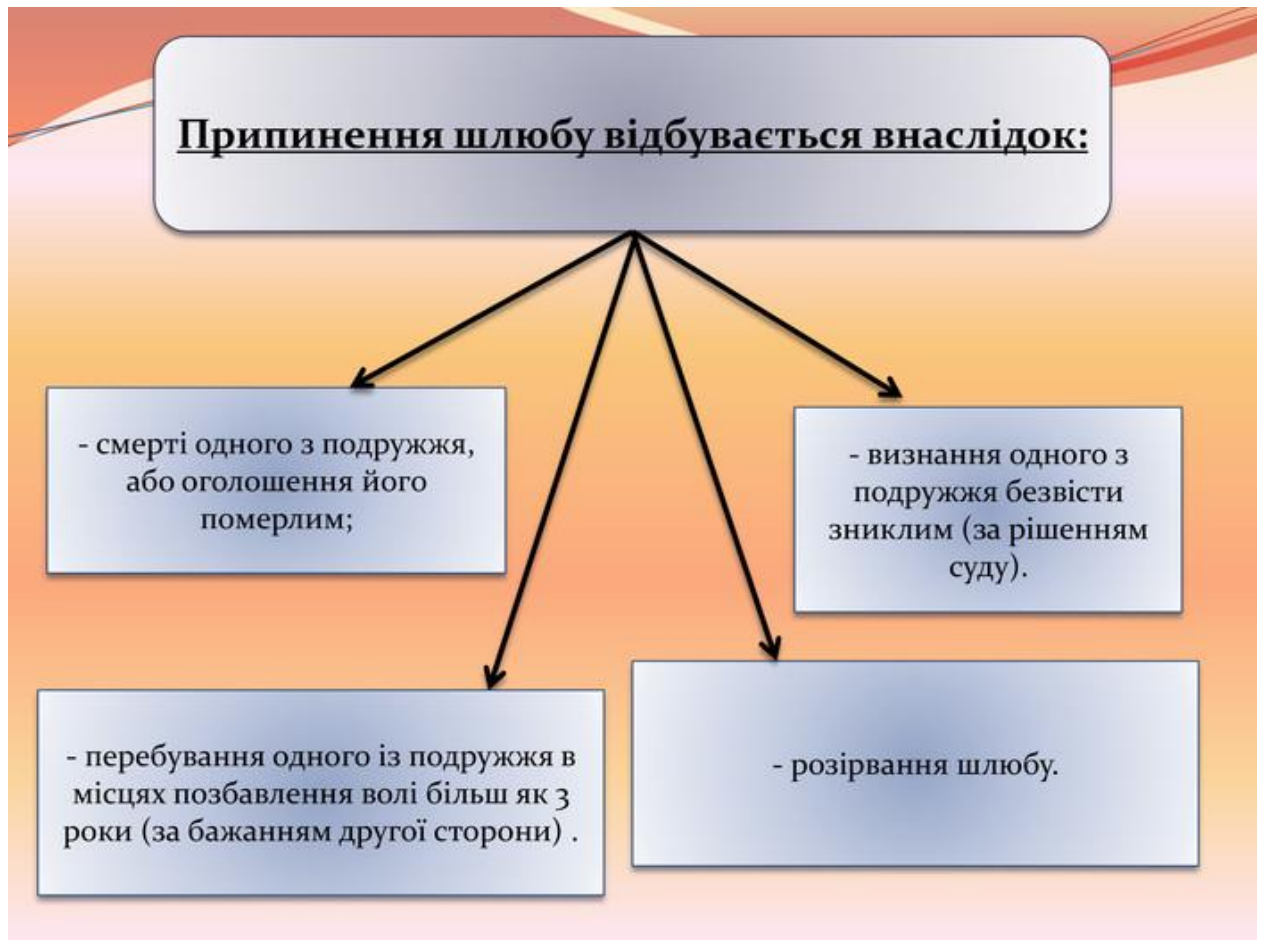 Припинення шлюбу відбувається внаслідок:
- смерті одного з подружжя,
або оголошення його
померлим;
- визнання одного з
подружжя безвісти
зниклим (за рішенням
суду).
- перебування одного із подружжя в
місцях позбавлення волі більш як 3
роки (за бажанням другої сторони) .
- розірвання шлюбу.